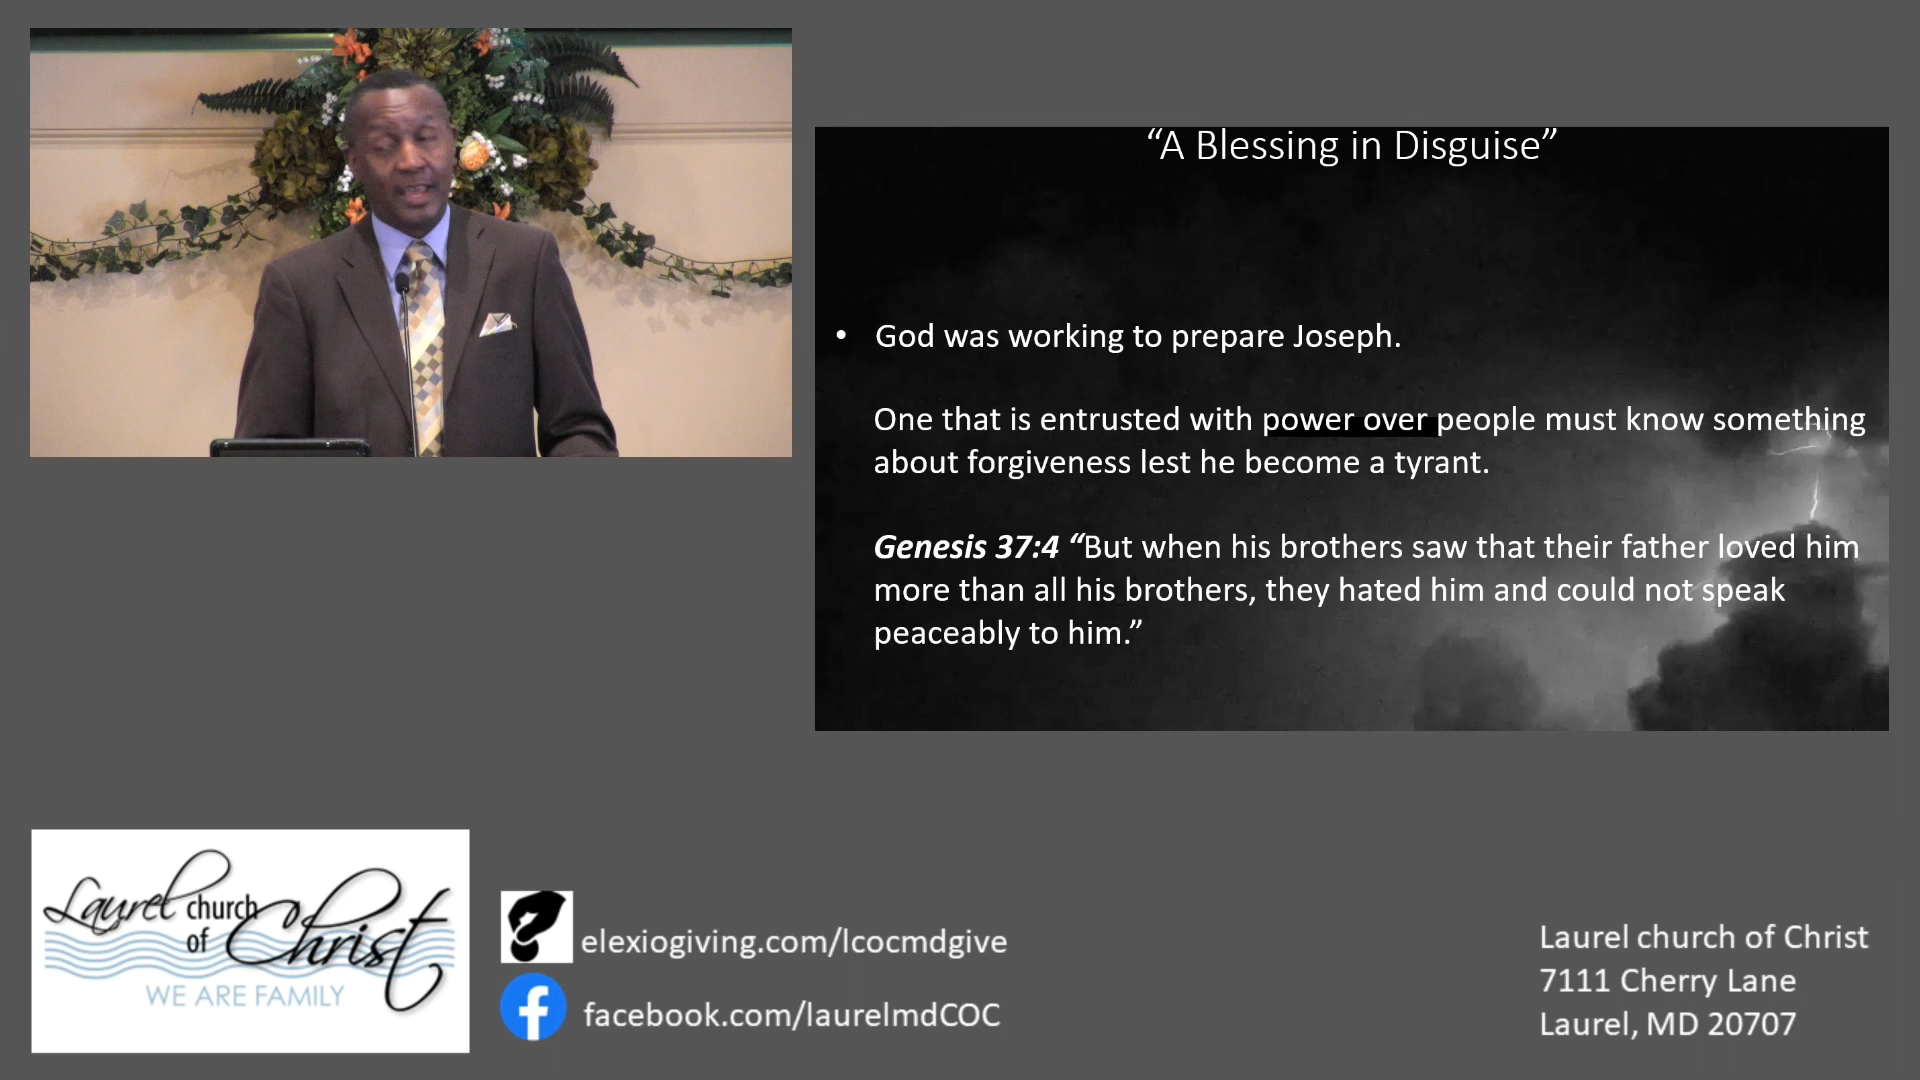 “A Blessing in Disguise”
• God was working to prepare Joseph.
One that is entrusted with power over people must know something
about forgiveness lest he become a tyrant.
Genesis 37:4 “But when his brothers saw that their father loved him
more than all his brothers, they hated him and could not speak
peaceably to him.”
Laurel church of Christ
WE ARE FAMILY
elexiogiving.com/lcocmdgive
facebook.com/laurelmdCOC
Laurel church of Christ
7111 Cherry Lane
Laurel, MD 20707